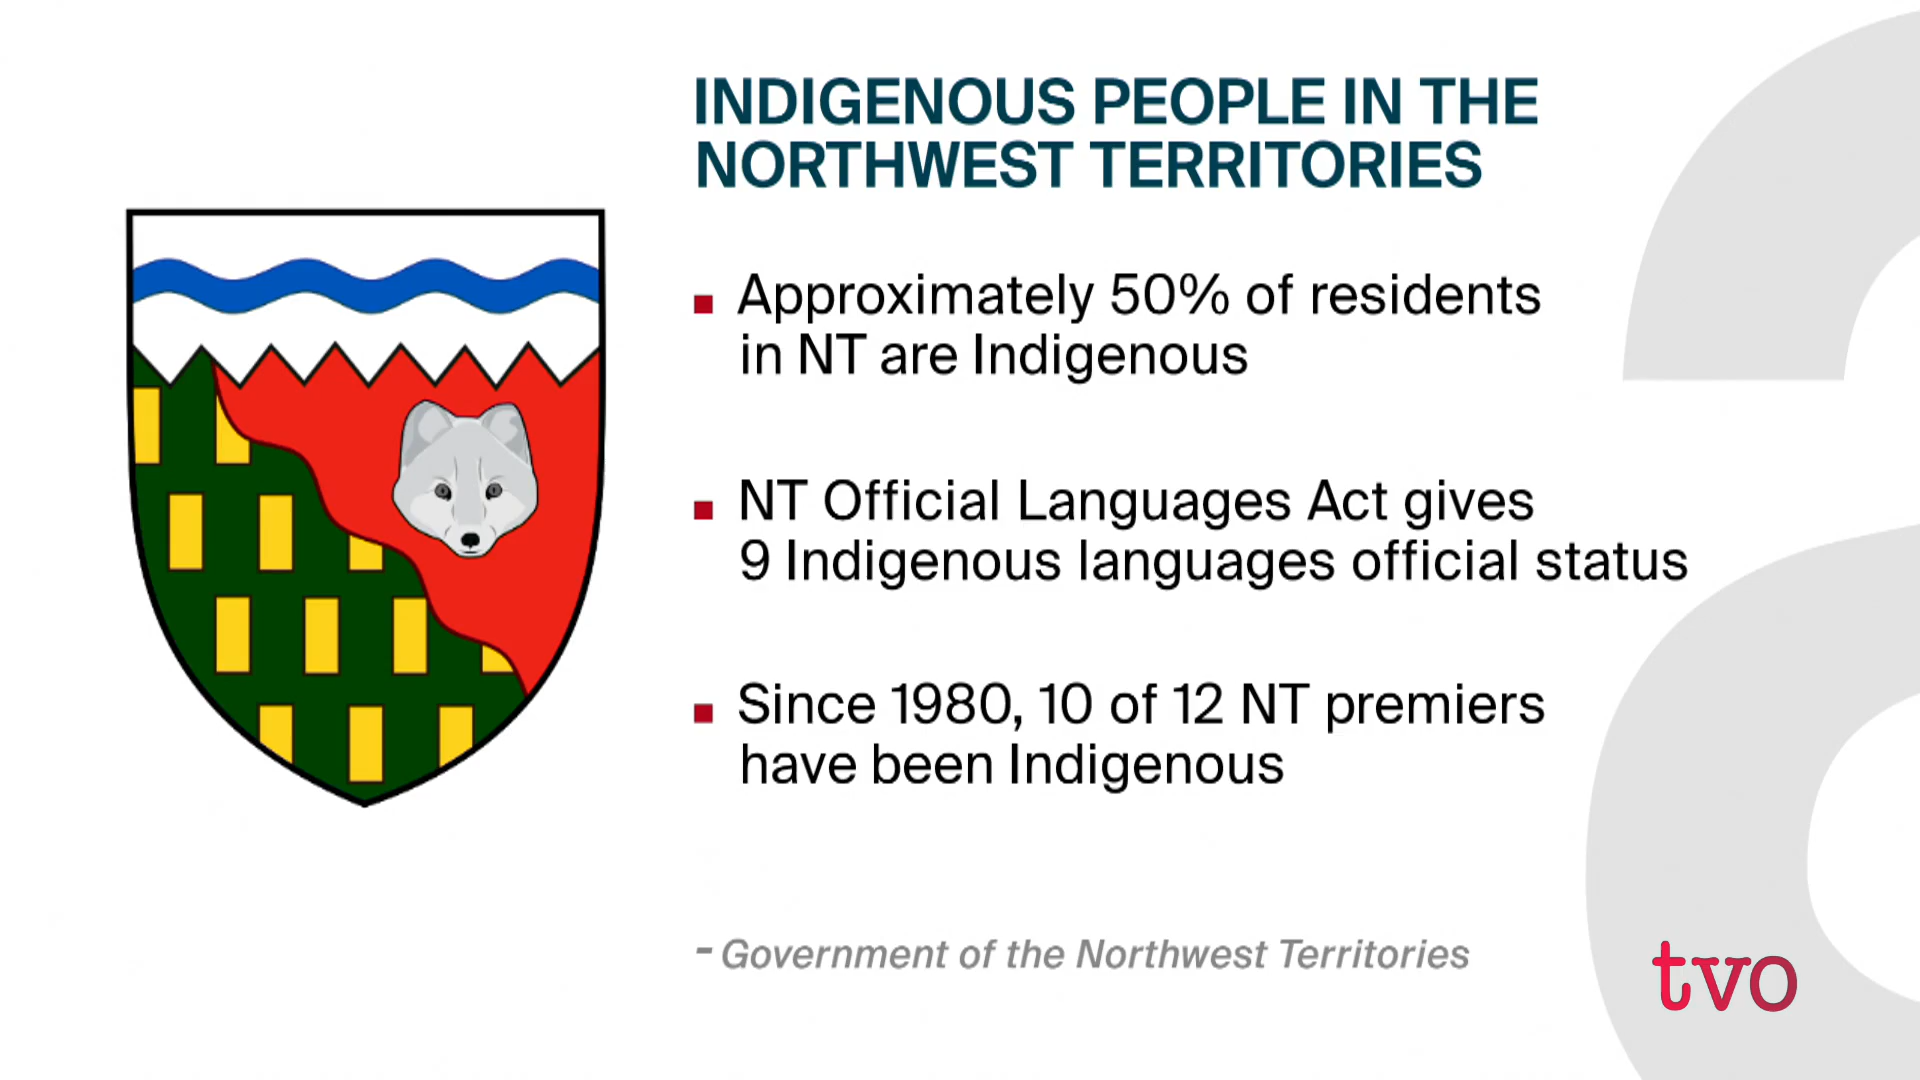 INDIGENOUS PEOPLE IN THE
NORTHWEST TERRITORIES
Approximately 50% of residents
in NT are Indigenous
NT Official Languages Act gives
9 Indigenous languages official status
Since 1980, 10 of 12 NT premiers
have been Indigenous
- Government of the Northwest Territories
tvo